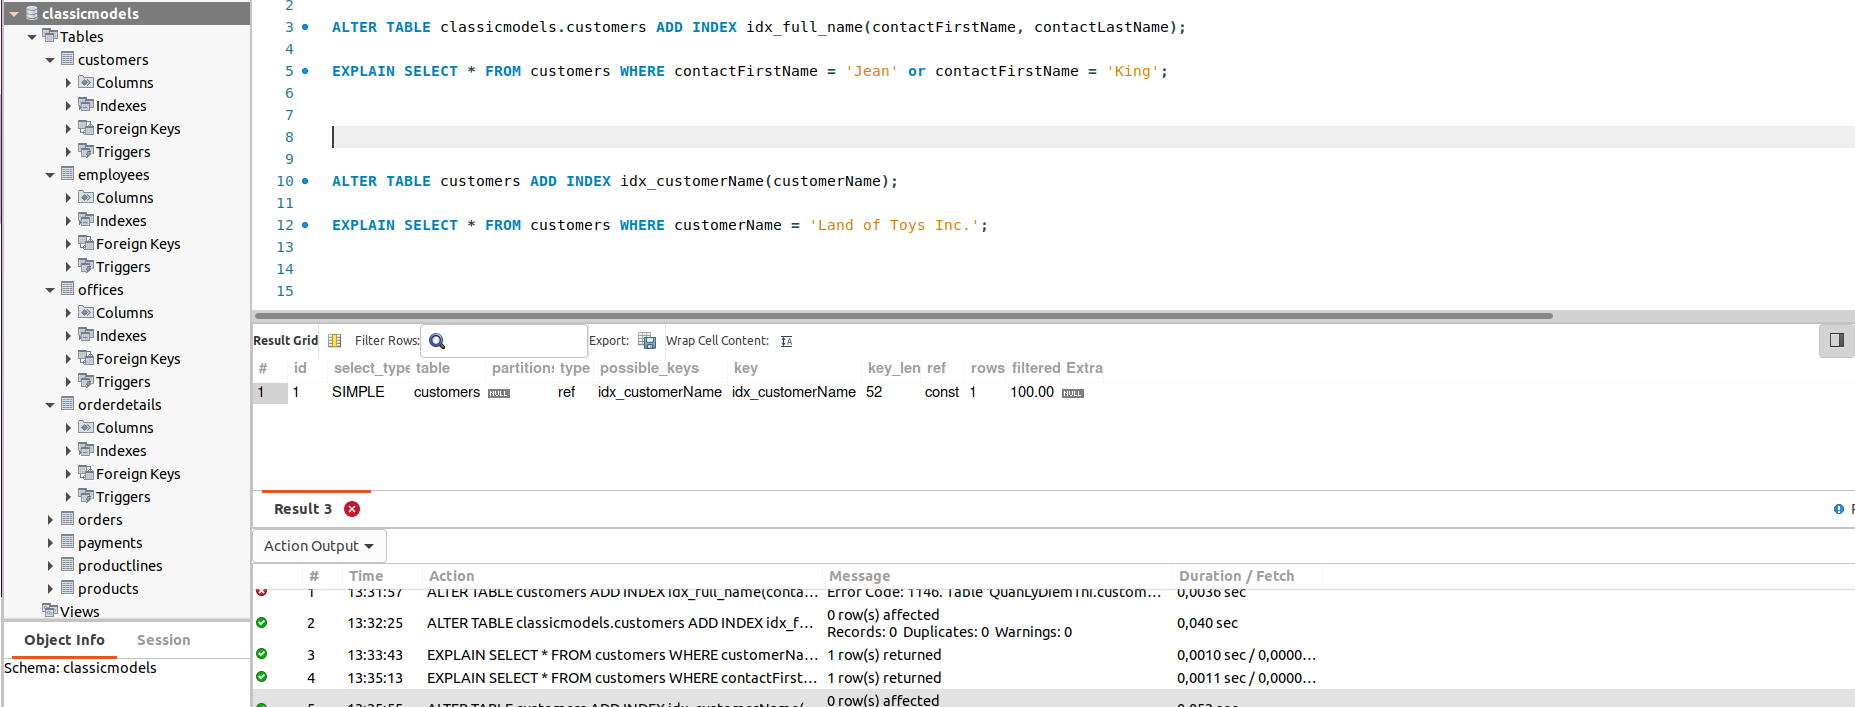 classicmodels
Tables
customers
Columns
Indexes
Foreign Keys
Triggers
employees
Columns
Indexes
Foreign Keys
Triggers
offices
Columns
Indexes
Foreign Keys
Triggers
orderdetails
Columns
Indexes
Foreign Keys
Triggers
orders
payments
productlines
products
Views
Object Info Session
Schema: classicmodels
2
3 ALTER TABLE classicmodels.customers ADD INDEX idx_full_name(contactFirstName, contactLastName);
4
5 EXPLAIN SELECT * FROM customers WHERE contactFirstName = 'Jean' or contactFirstName = 'King';
6
7
8
9
10 ALTER TABLE customers ADD INDEX idx_customerName(customerName);
11
12 EXPLAIN SELECT * FROM customers WHERE customerName = 'Land of Toys Inc.';
13
14
15
Result Grid Filter Rows: Export: Wrap Cell Content: IA
# id select_type table partitions type possible_keys key key_len ref rows filtered Extra
1 1 SIMPLE customers NULL ref idx_customerName idx_customerName 52 const 1 100.00 NULL
Result 3
Action Output
# Time Action Message Duration / Fetch
1 13:31:57 ALTER TABLE customers ADD INDEX idx_full_name(conta... Error Code: 1146. Table 'QuanLyDiemThi.custom... 0,0036 sec
2 13:32:25 ALTER TABLE classicmodels.customers ADD INDEX idx_f... 0 row(s) affected
Records: 0 Duplicates: 0 Warnings: 0 0,040 sec
3 13:33:43 EXPLAIN SELECT * FROM customers WHERE customerNa... 1 row(s) returned 0,0010 sec / 0,0000...
4 13:35:13 EXPLAIN SELECT * FROM customers WHERE contactFirst... 1 row(s) returned 0,0011 sec / 0,0000...
0 row(s) affected